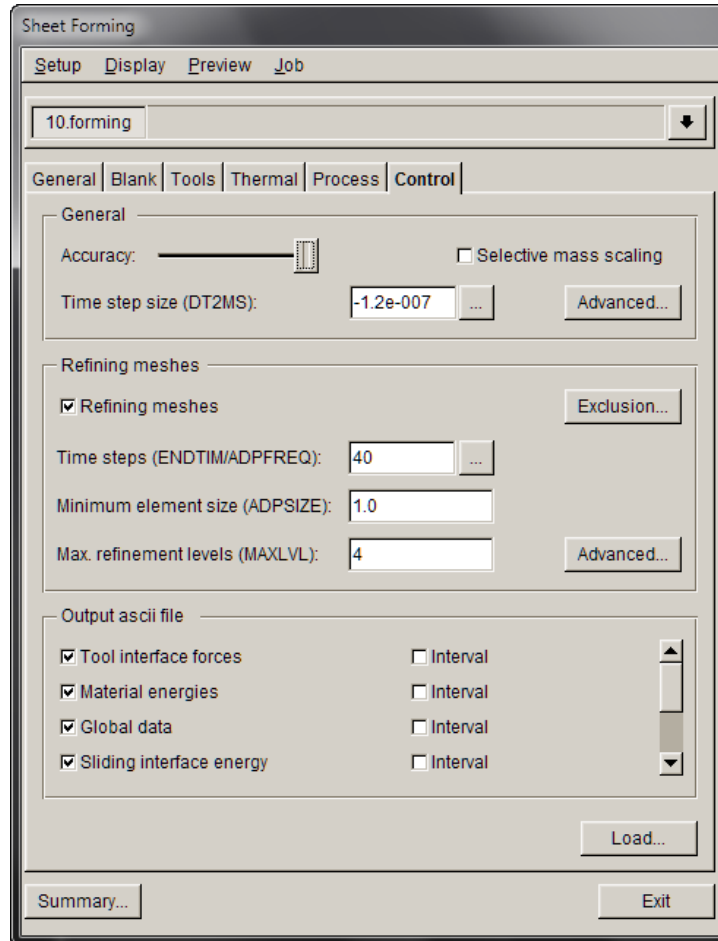 Sheet Forming
Setup Display Preview Job
10.forming
General Blank Tools Thermal Process Control
General
Accuracy: Selective mass scaling
Time step size (DT2MS): -1.2e-007 ... Advanced...
Refining meshes
Refining meshes Exclusion...
Time steps (ENDTIM/ADPFREQ): 40 ...
Minimum element size (ADPSIZE): 1.0
Max. refinement levels (MAXLVL): 4 Advanced...
Output ascii file
Tool interface forces Interval
Material energies Interval
Global data Interval
Sliding interface energy Interval
Load...
Summary... Exit